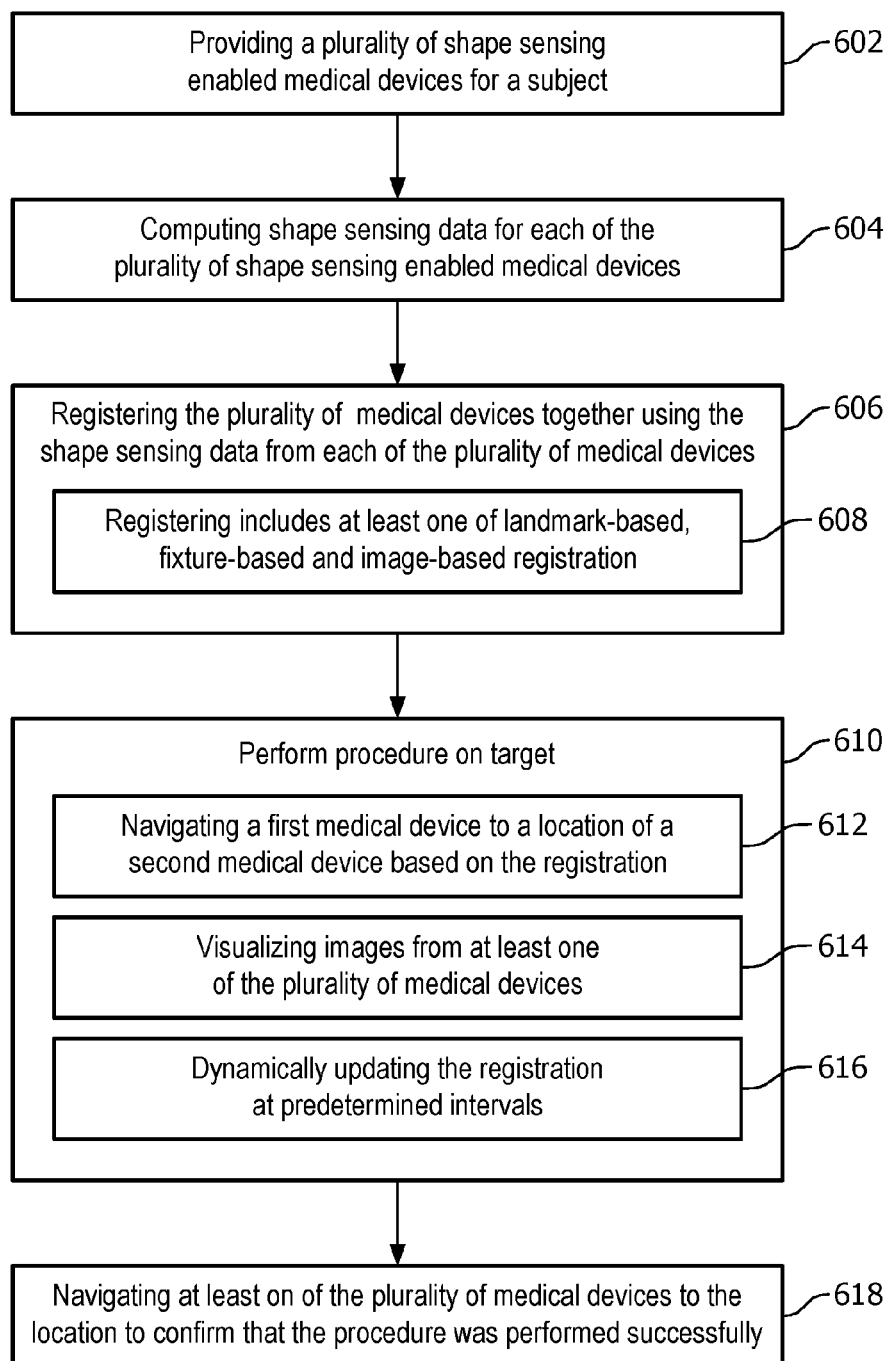 Providing a plurality of shape sensing
enabled medical devices for a subject
602
Computing shape sensing data for each of the
plurality of shape sensing enabled medical devices
604
Registering the plurality of medical devices together using the
shape sensing data from each of the plurality of medical devices
606
Registering includes at least one of landmark-based,
fixture-based and image-based registration
608
Perform procedure on target
610
Navigating a first medical device to a location of a
second medical device based on the registration
612
Visualizing images from at least one
of the plurality of medical devices
614
Dynamically updating the registration
at predetermined intervals
616
Navigating at least on of the plurality of medical devices to the
location to confirm that the procedure was performed successfully
618